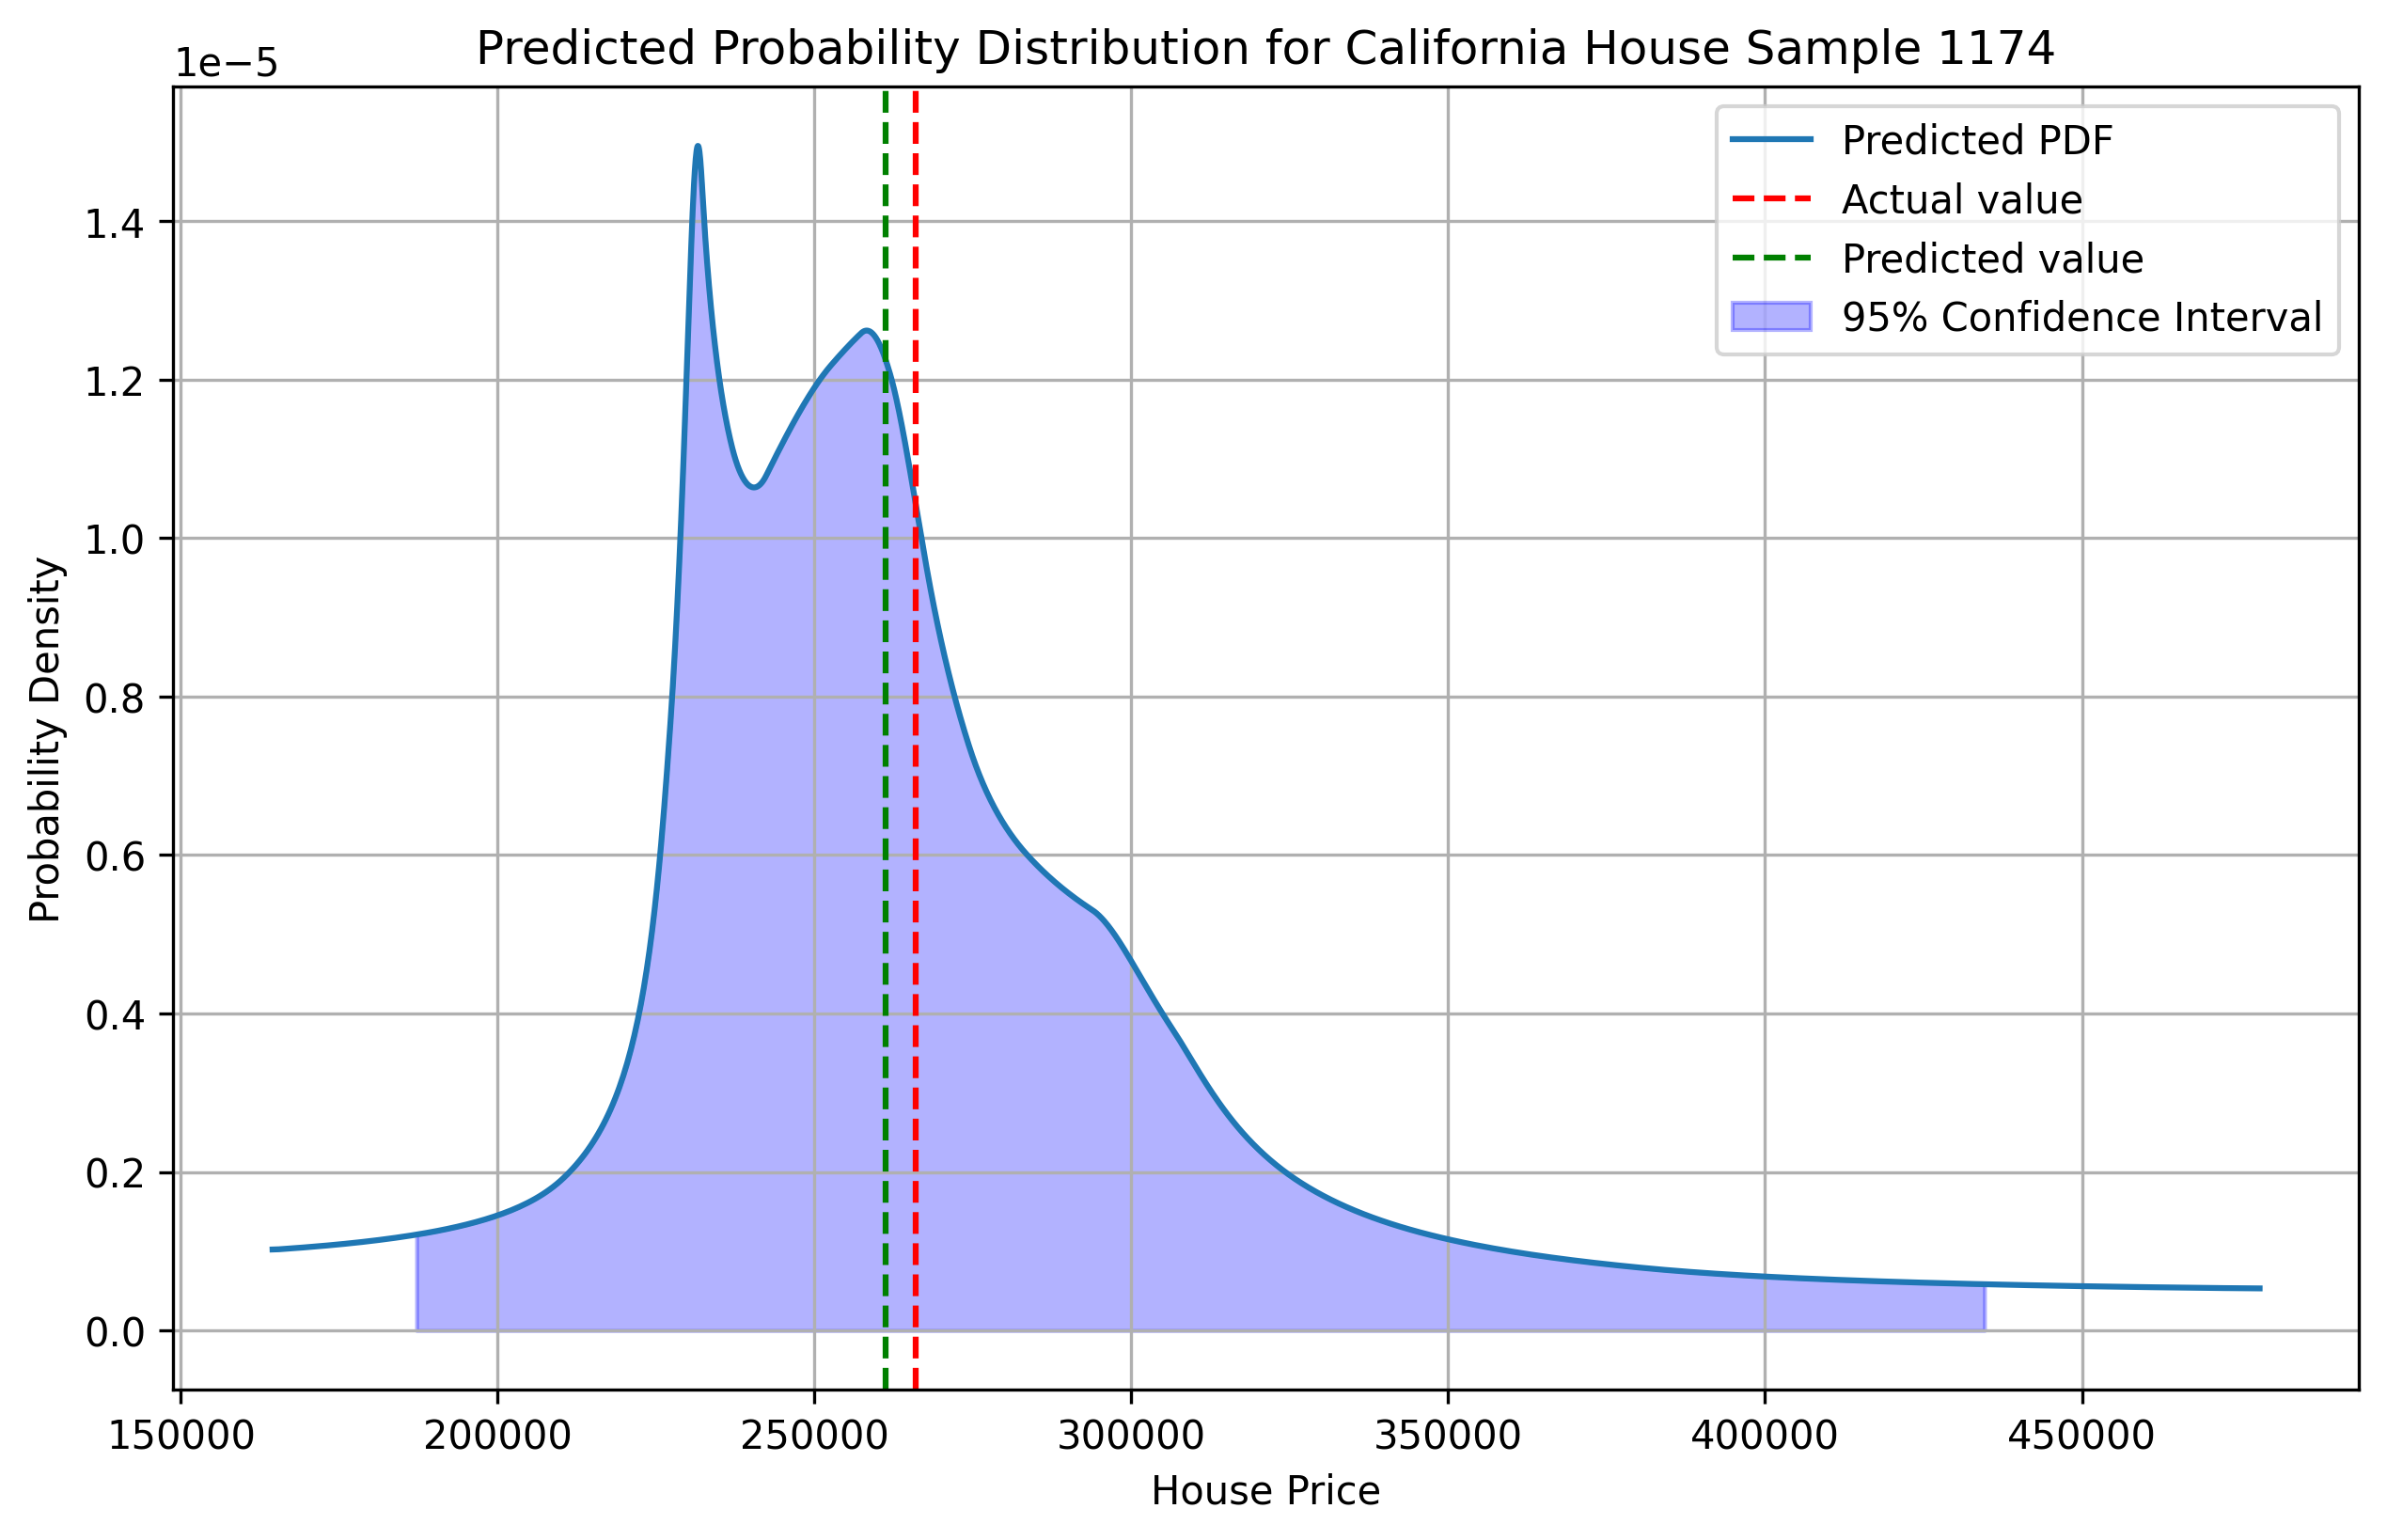 Predicted Probability Distribution for California House Sample 1174
1e−5
Predicted PDF
Actual value
Predicted value
95% Confidence Interval
1.4
1.2
1.0
0.8
0.6
0.4
0.2
0.0
Probability Density
150000 200000 250000 300000 350000 400000 450000
House Price